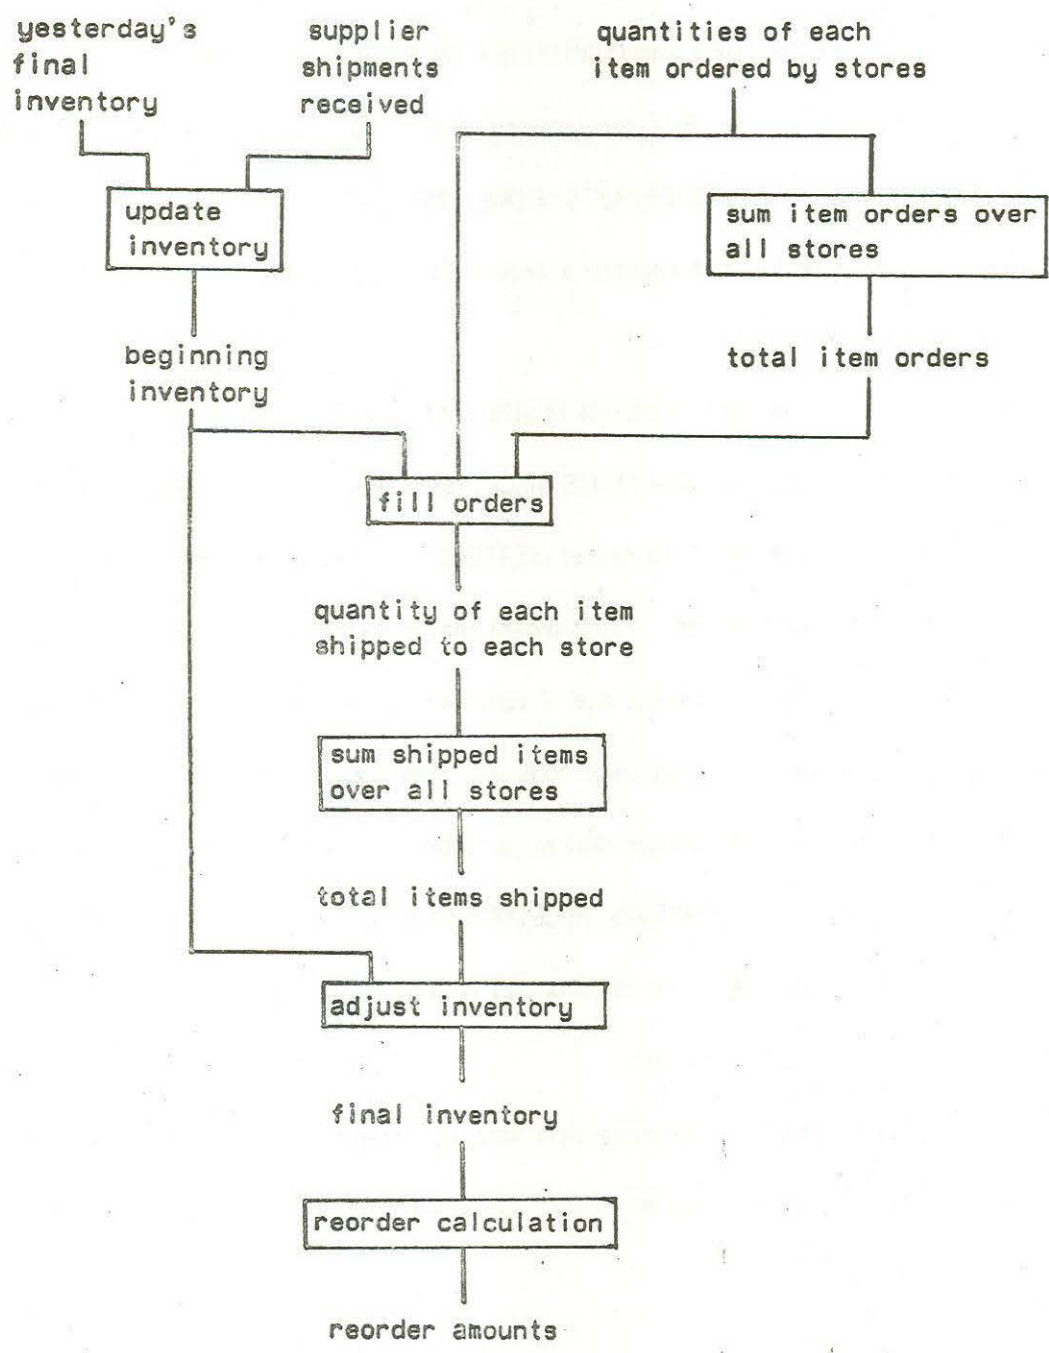 yesterday's
final
inventory
supplier
shipments
received
quantities of each
item ordered by stores
update
inventory
sum item orders over
all stores
beginning
inventory
total item orders
fill orders
quantity of each item
shipped to each store
sum shipped items
over all stores
total items shipped
adjust inventory
final inventory
reorder calculation
reorder amounts